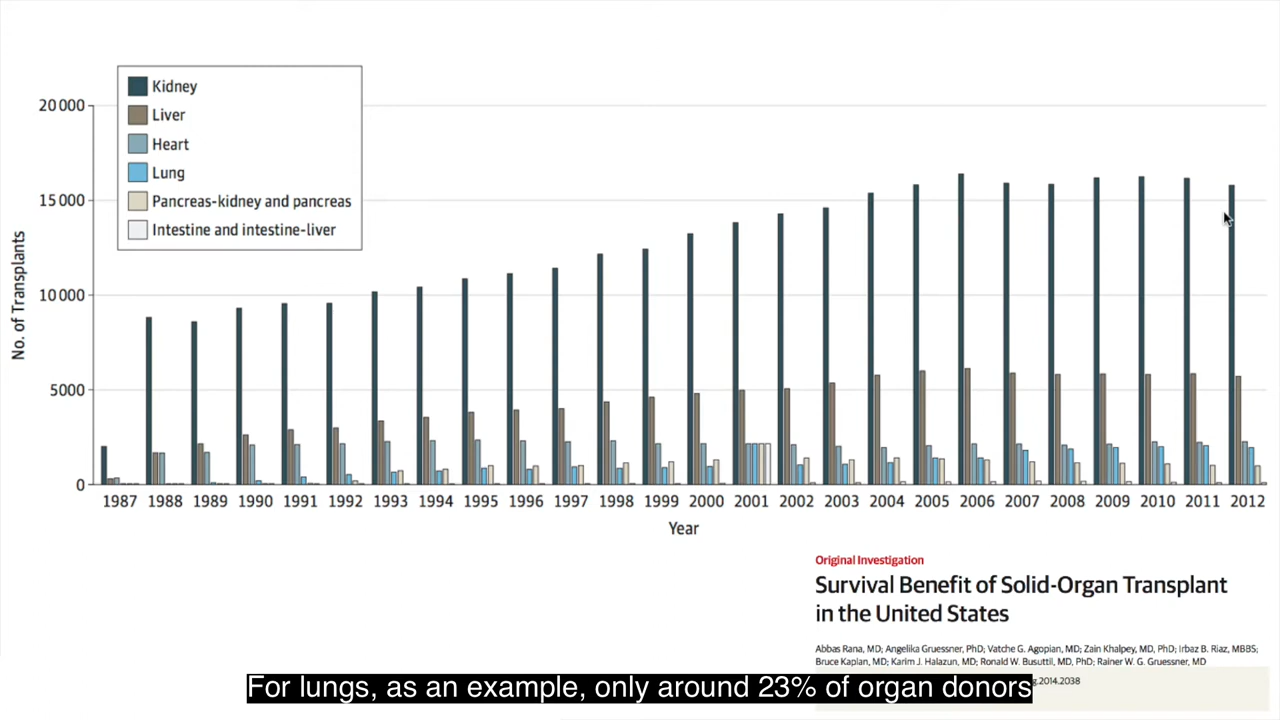 Kidney
Liver
Heart
Lung
Pancreas-kidney and pancreas
Intestine and intestine-liver
20 000
15 000
10 000
5000
0
No. of Transplants
1987 1988 1989 1990 1991 1992 1993 1994 1995 1996 1997 1998 1999 2000 2001 2002 2003 2004 2005 2006 2007 2008 2009 2010 2011 2012
Year
Original Investigation
Survival Benefit of Solid-Organ Transplant
in the United States
Abbas Rana, MD; Angelika Gruessner, PhD; Vatche G. Agopian, MD; Zain Khalpey, MD, PhD; Irbaz B. Riaz, MBBS;
Bruce Kaplan, MD; Karim J. Halazun, MD; Ronald W. Busuttil, MD, PhD; Rainer W. G. Gruessner, MD
.2014.2038
For lungs, as an example, only around 23% of organ donors